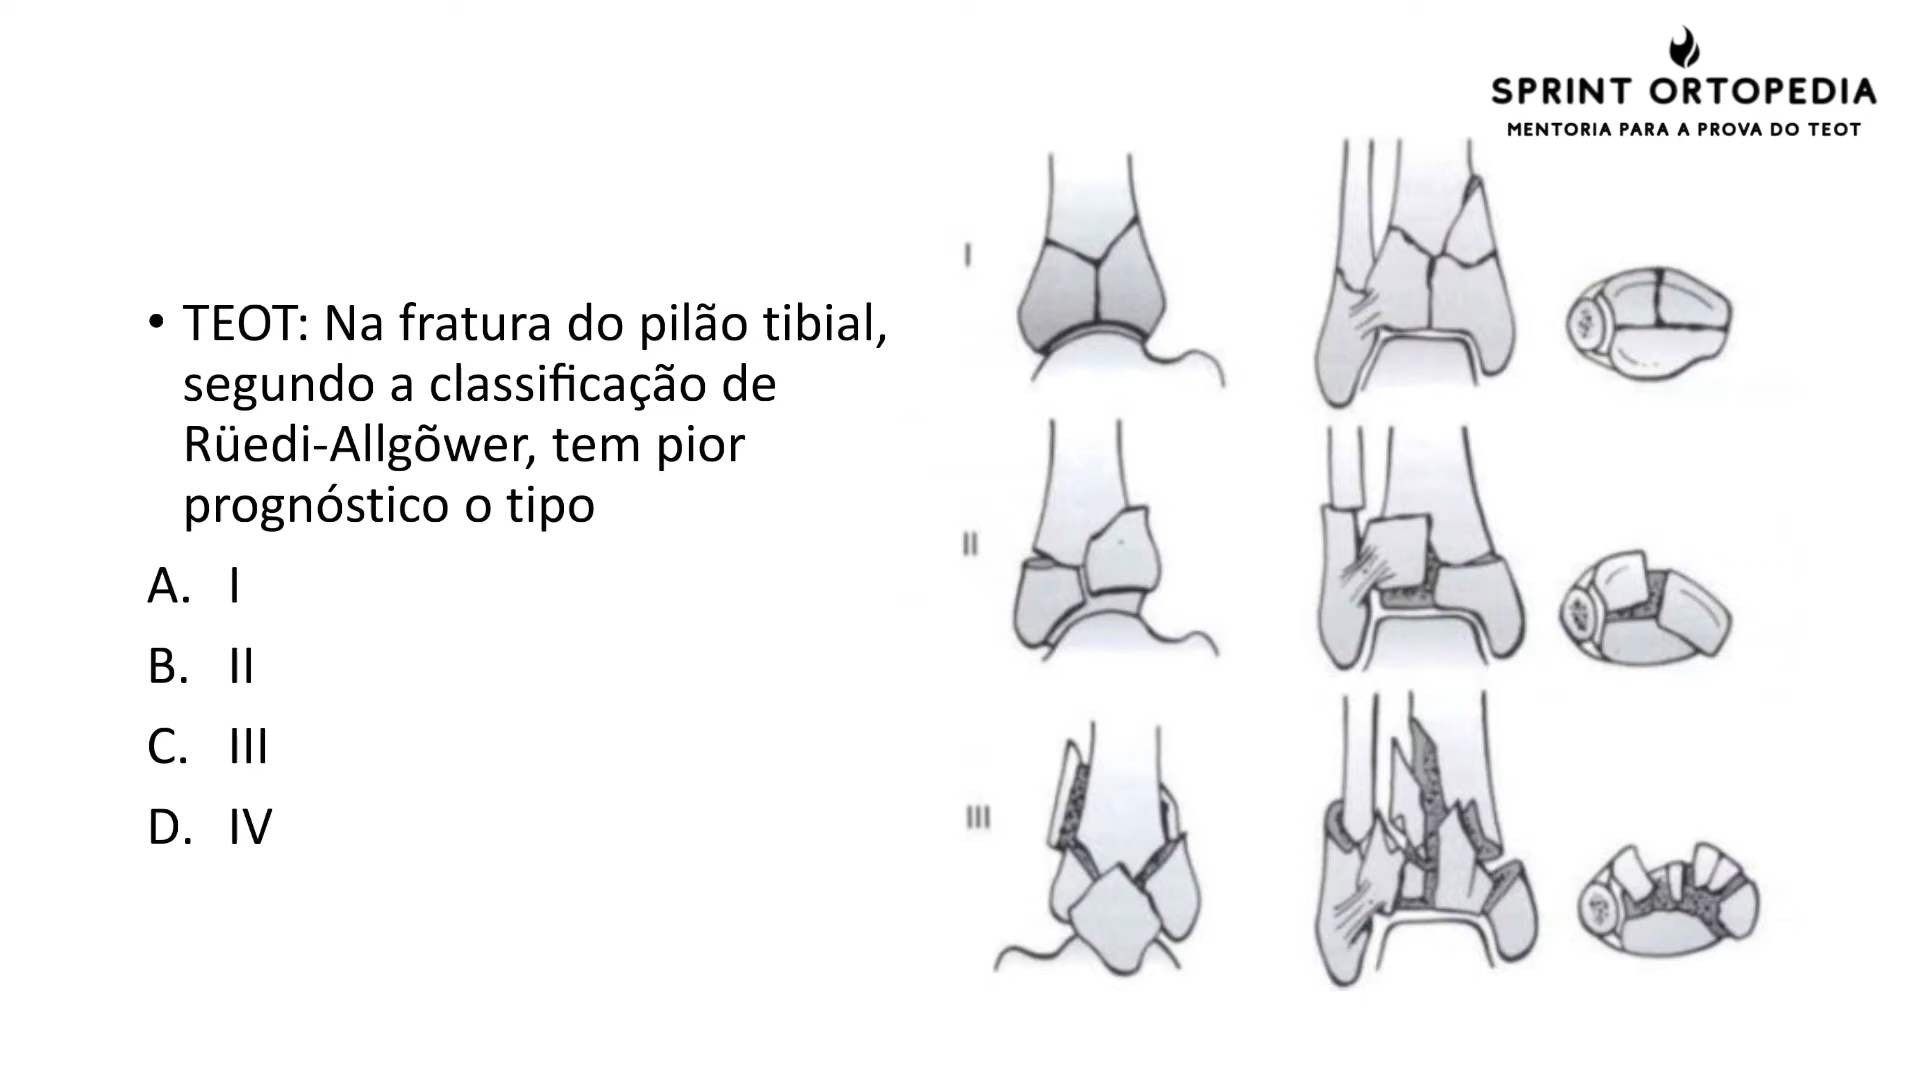 SPRINT ORTOPEDIA
MENTORIA PARA A PROVA DO TEOT
• TEOT: Na fratura do pilão tibial,
segundo a classificação de
Rüedi-Allgõwer, tem pior
prognóstico o tipo
A. I
B. II
C. III
D. IV
I
II
III